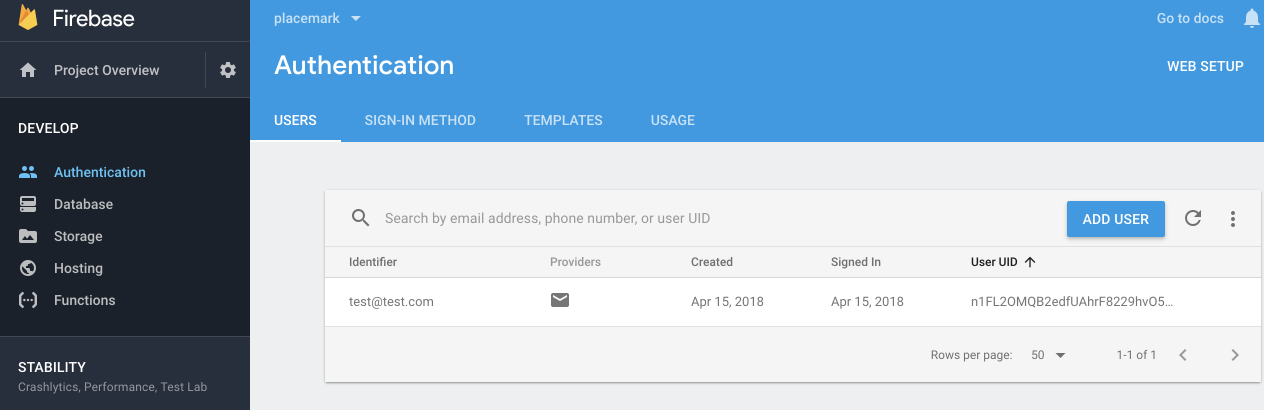 Firebase
placemark
Go to docs
Project Overview
Authentication
WEB SETUP
DEVELOP
USERS
SIGN-IN METHOD
TEMPLATES
USAGE
Authentication
Database
Storage
Hosting
Functions
STABILITY
Crashlytics, Performance, Test Lab
Search by email address, phone number, or user UID
ADD USER
Identifier
Providers
Created
Signed In
User UID
test@test.com
Apr 15, 2018
Apr 15, 2018
n1FL2OMQB2edfUAhrF8229hvO5...
Rows per page:
50
1-1 of 1